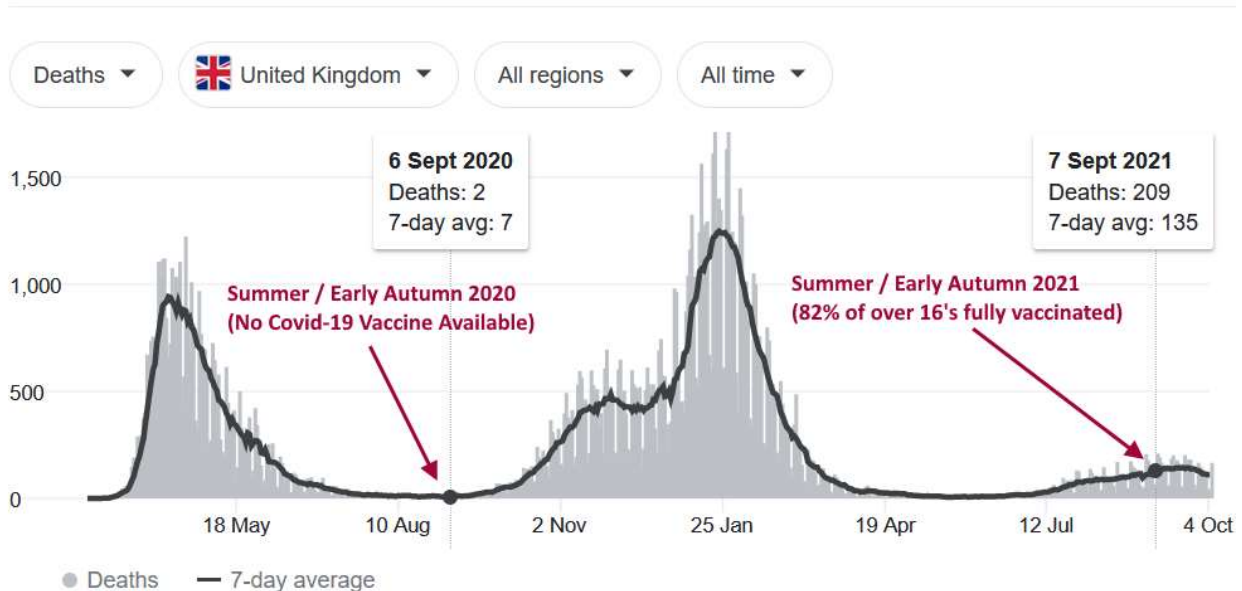 Deaths
United Kingdom
All regions
All time
6 Sept 2020
Deaths: 2
7-day avg: 7
7 Sept 2021
Deaths: 209
7-day avg: 135
1,500
1,000
500
0
Summer / Early Autumn 2020
(No Covid-19 Vaccine Available)
Summer / Early Autumn 2021
(82% of over 16's fully vaccinated)
18 May
10 Aug
2 Nov
25 Jan
19 Apr
12 Jul
4 Oct
Deaths
7-day average